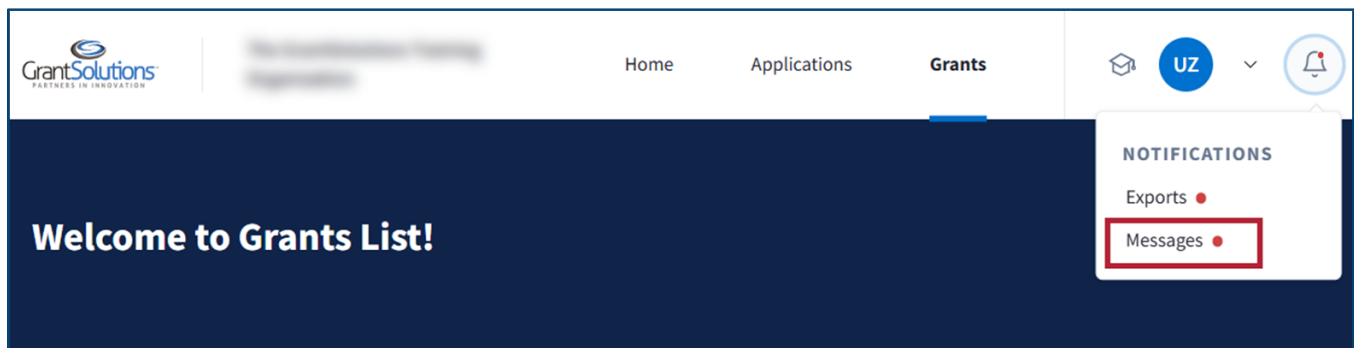 GrantSolutions
PARTNERS IN INNOVATION
Home
Applications
Grants
UZ
NOTIFICATIONS
Exports
Messages
Welcome to Grants List!